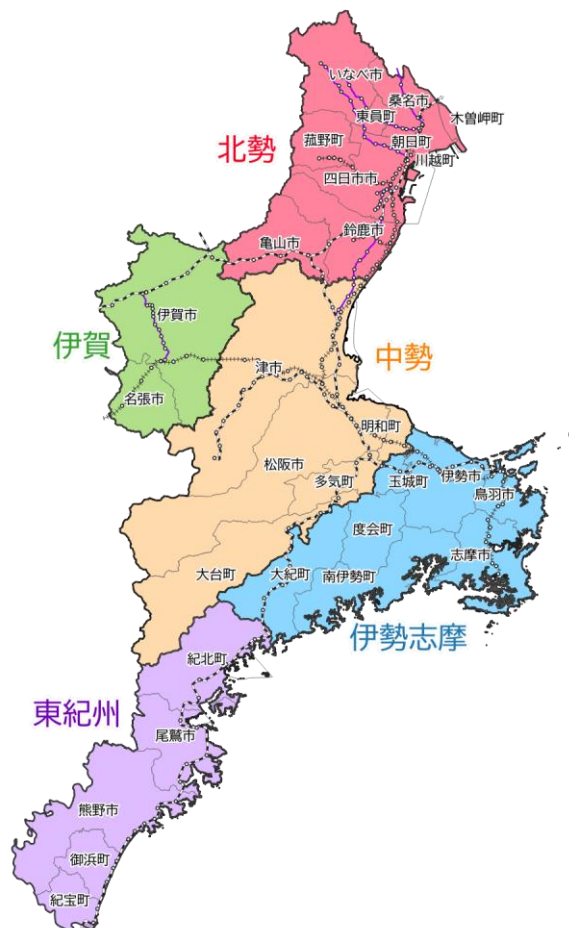 いなべ市
桑名市
東員町
木曽岬町
菰野町
朝日町
北勢
川越町
四日市市
鈴鹿市
亀山市
伊賀市
伊賀
中勢
津市
名張市
明和町
松阪市
多気町
玉城町
伊勢市
鳥羽市
度会町
志摩市
大台町
大紀町
南伊勢町
伊勢志摩
紀北町
東紀州
尾鷲市
熊野市
御浜町
紀宝町